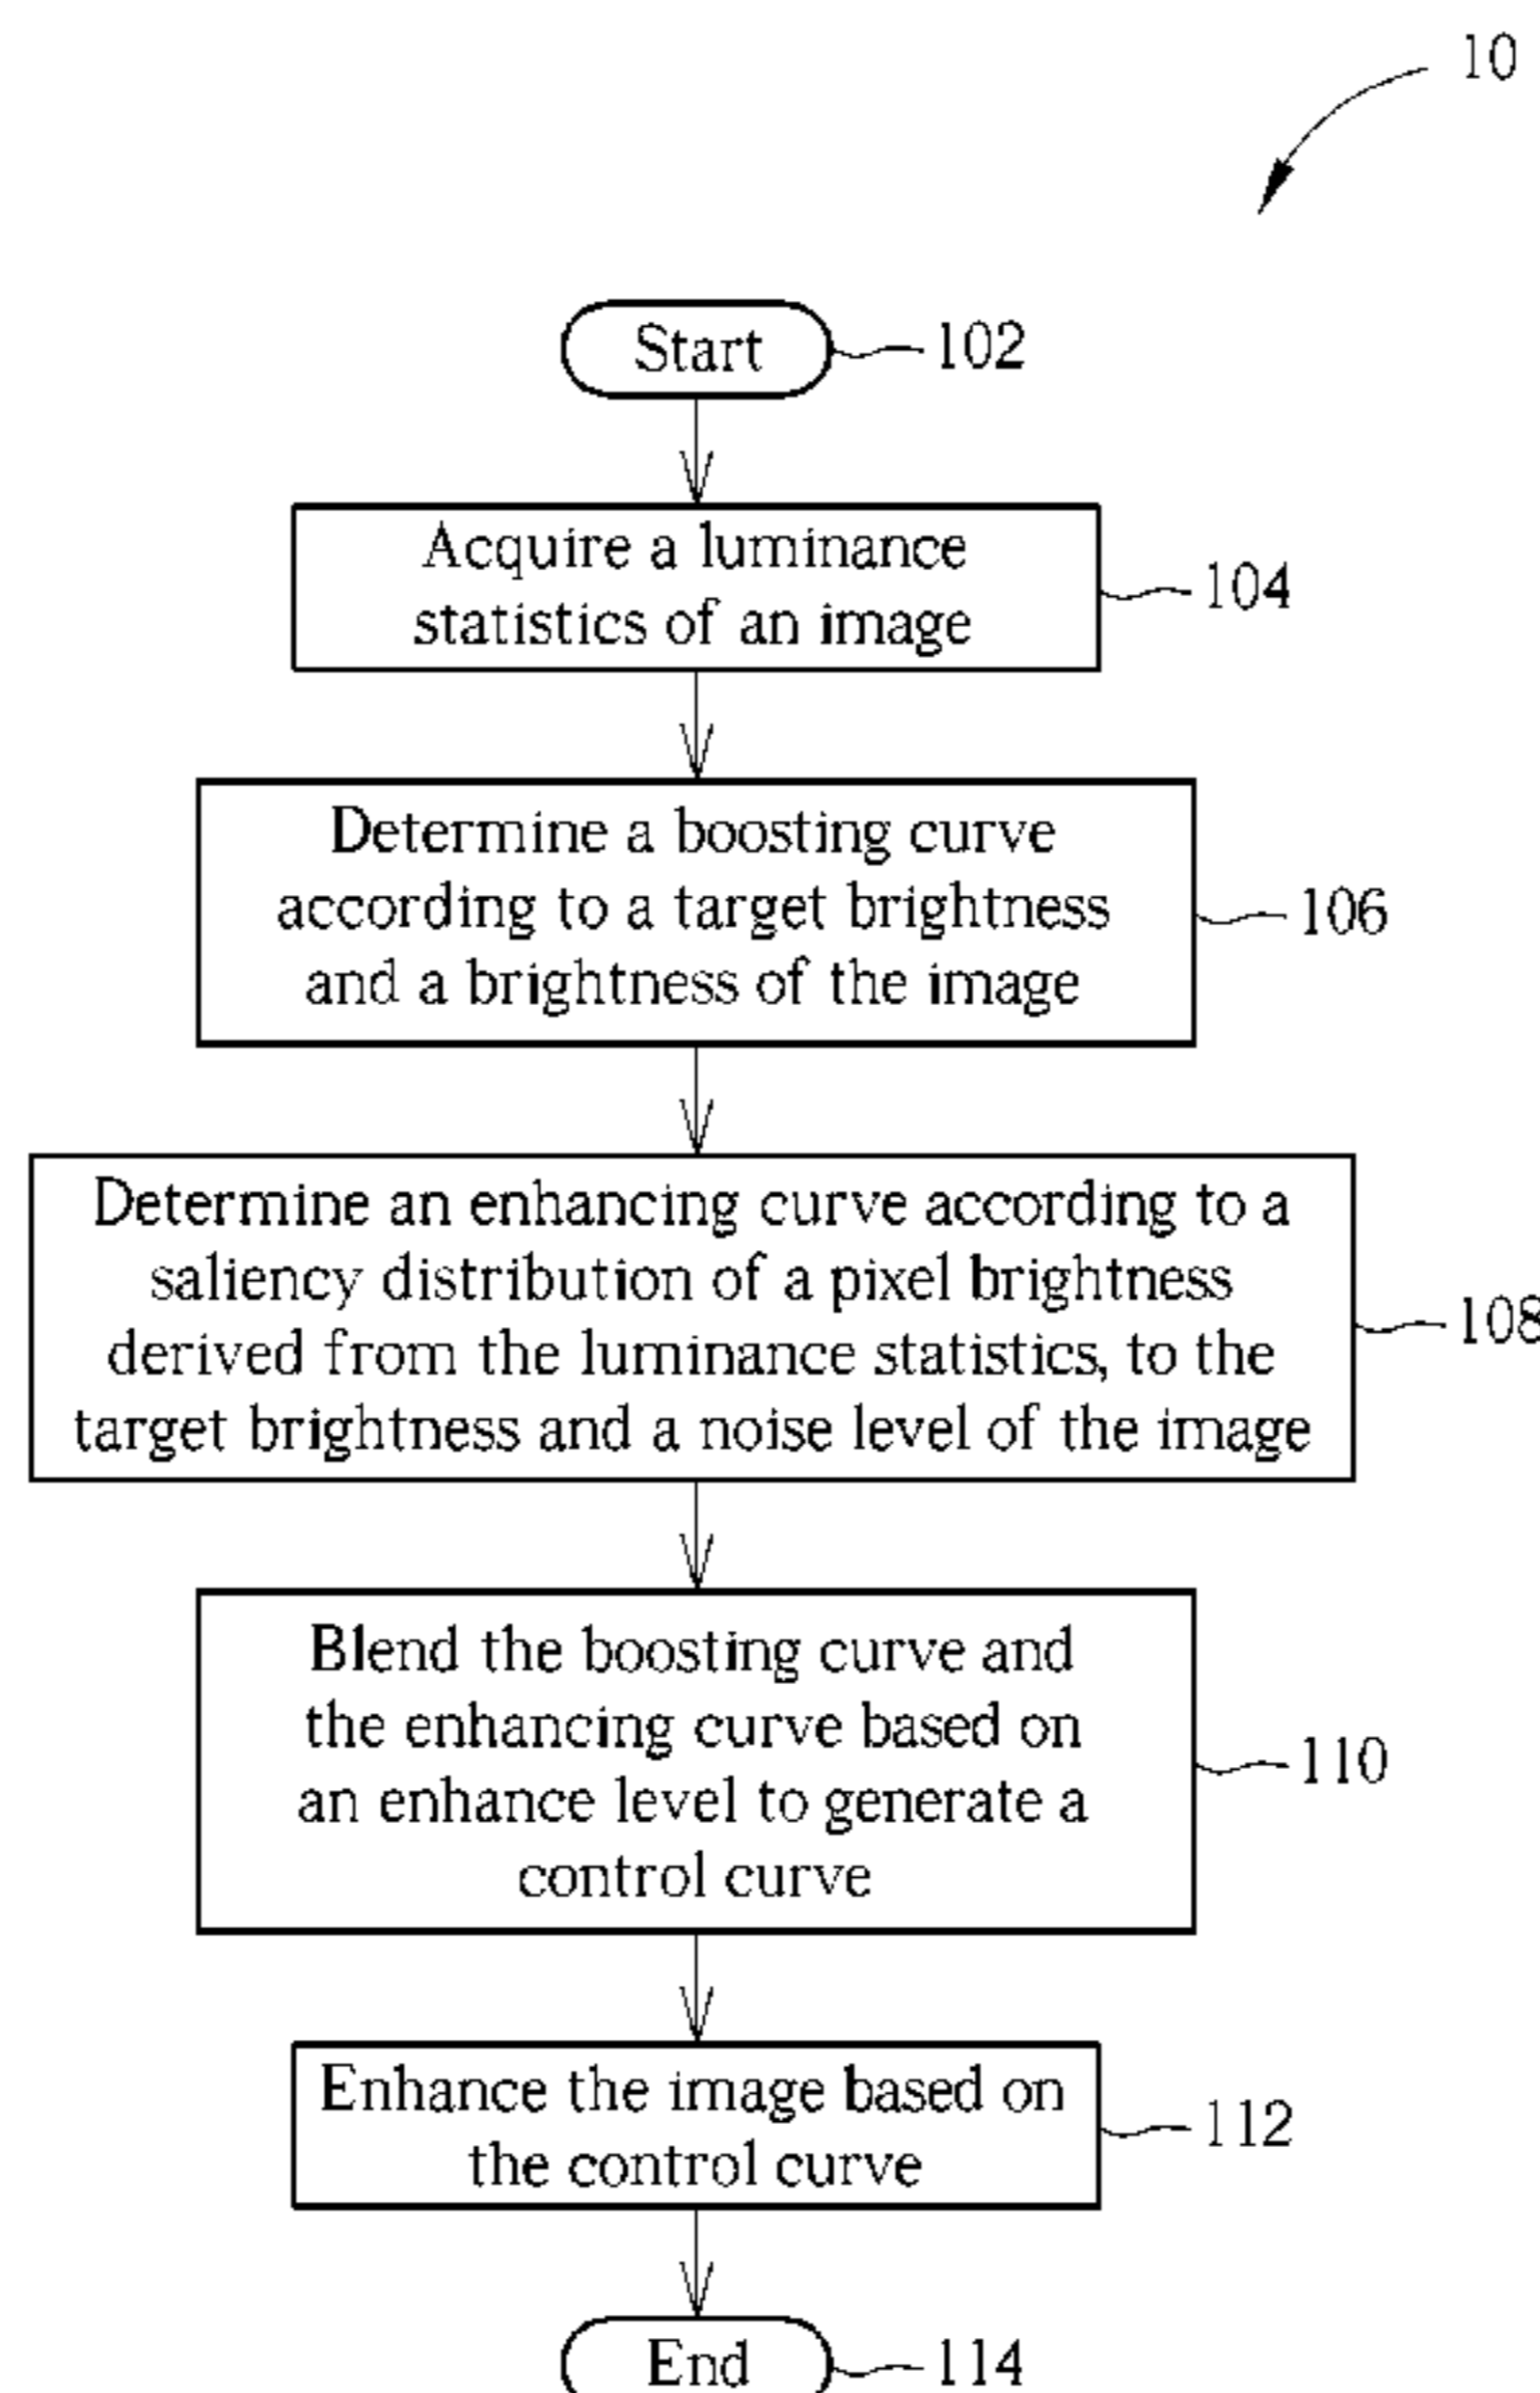 10
Start
102
Acquire a luminance
statistics of an image
104
Determine a boosting curve
according to a target brightness
and a brightness of the image
106
Determine an enhancing curve according to a
saliency distribution of a pixel brightness
derived from the luminance statistics, to the
target brightness and a noise level of the image
108
Blend the boosting curve and
the enhancing curve based on
an enhance level to generate a
control curve
110
Enhance the image based on
the control curve
112
End
114